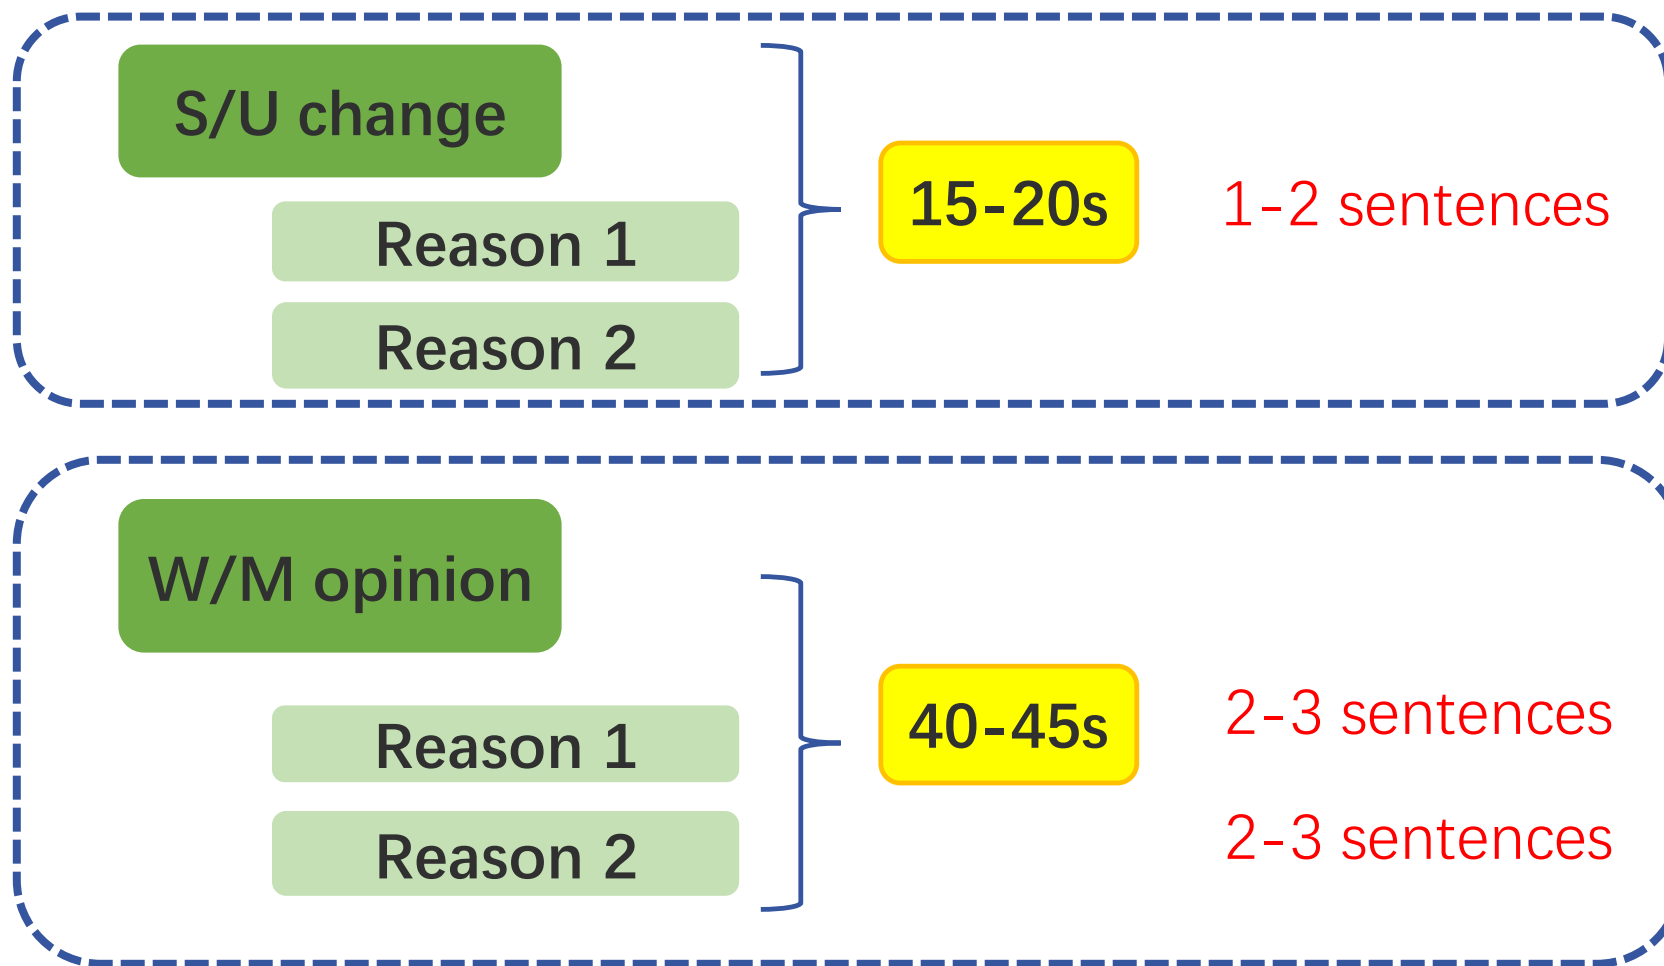 S/U change
Reason 1
Reason 2
15-20s
1-2 sentences
W/M opinion
Reason 1
Reason 2
40-45s
2-3 sentences
2-3 sentences